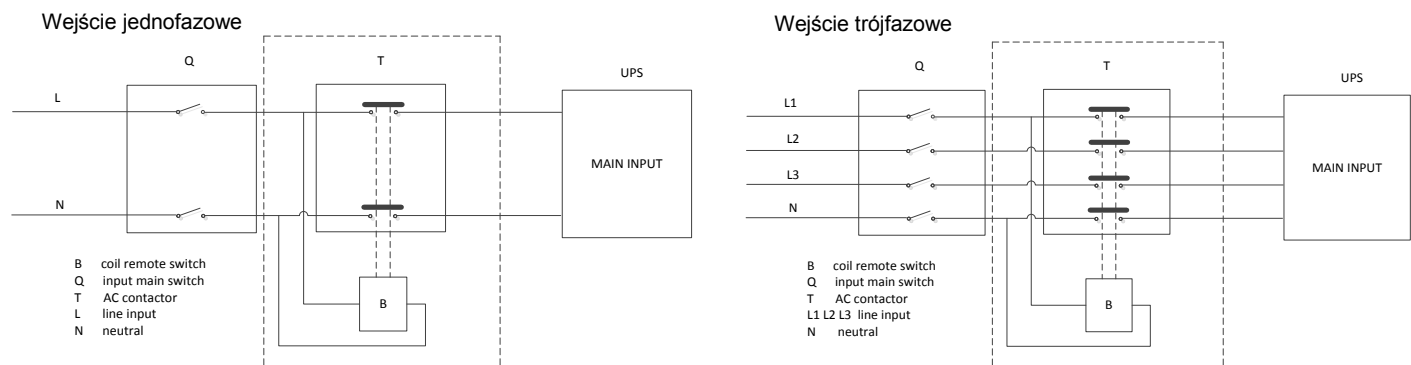 Wejście jednofazowe
Q
T
UPS
L
MAIN INPUT
N
B coil remote switch
Q input main switch
T AC contactor
L line input
N neutral
B
Wejście trójfazowe
Q
T
UPS
L1
L2
L3
N
MAIN INPUT
B coil remote switch
Q input main switch
T AC contactor
L1 L2 L3 line input
N neutral
B